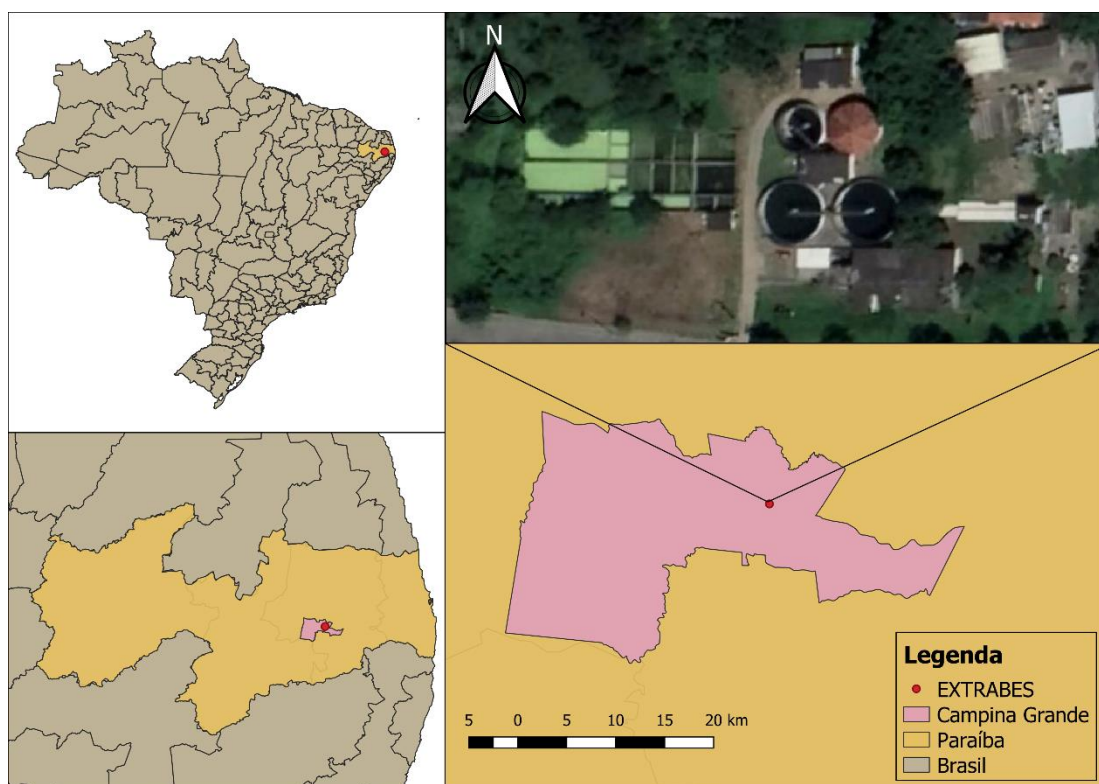 N
5 0 5 10 15 20 km
Legenda
EXTRABES
Campina Grande
Paraíba
Brasil